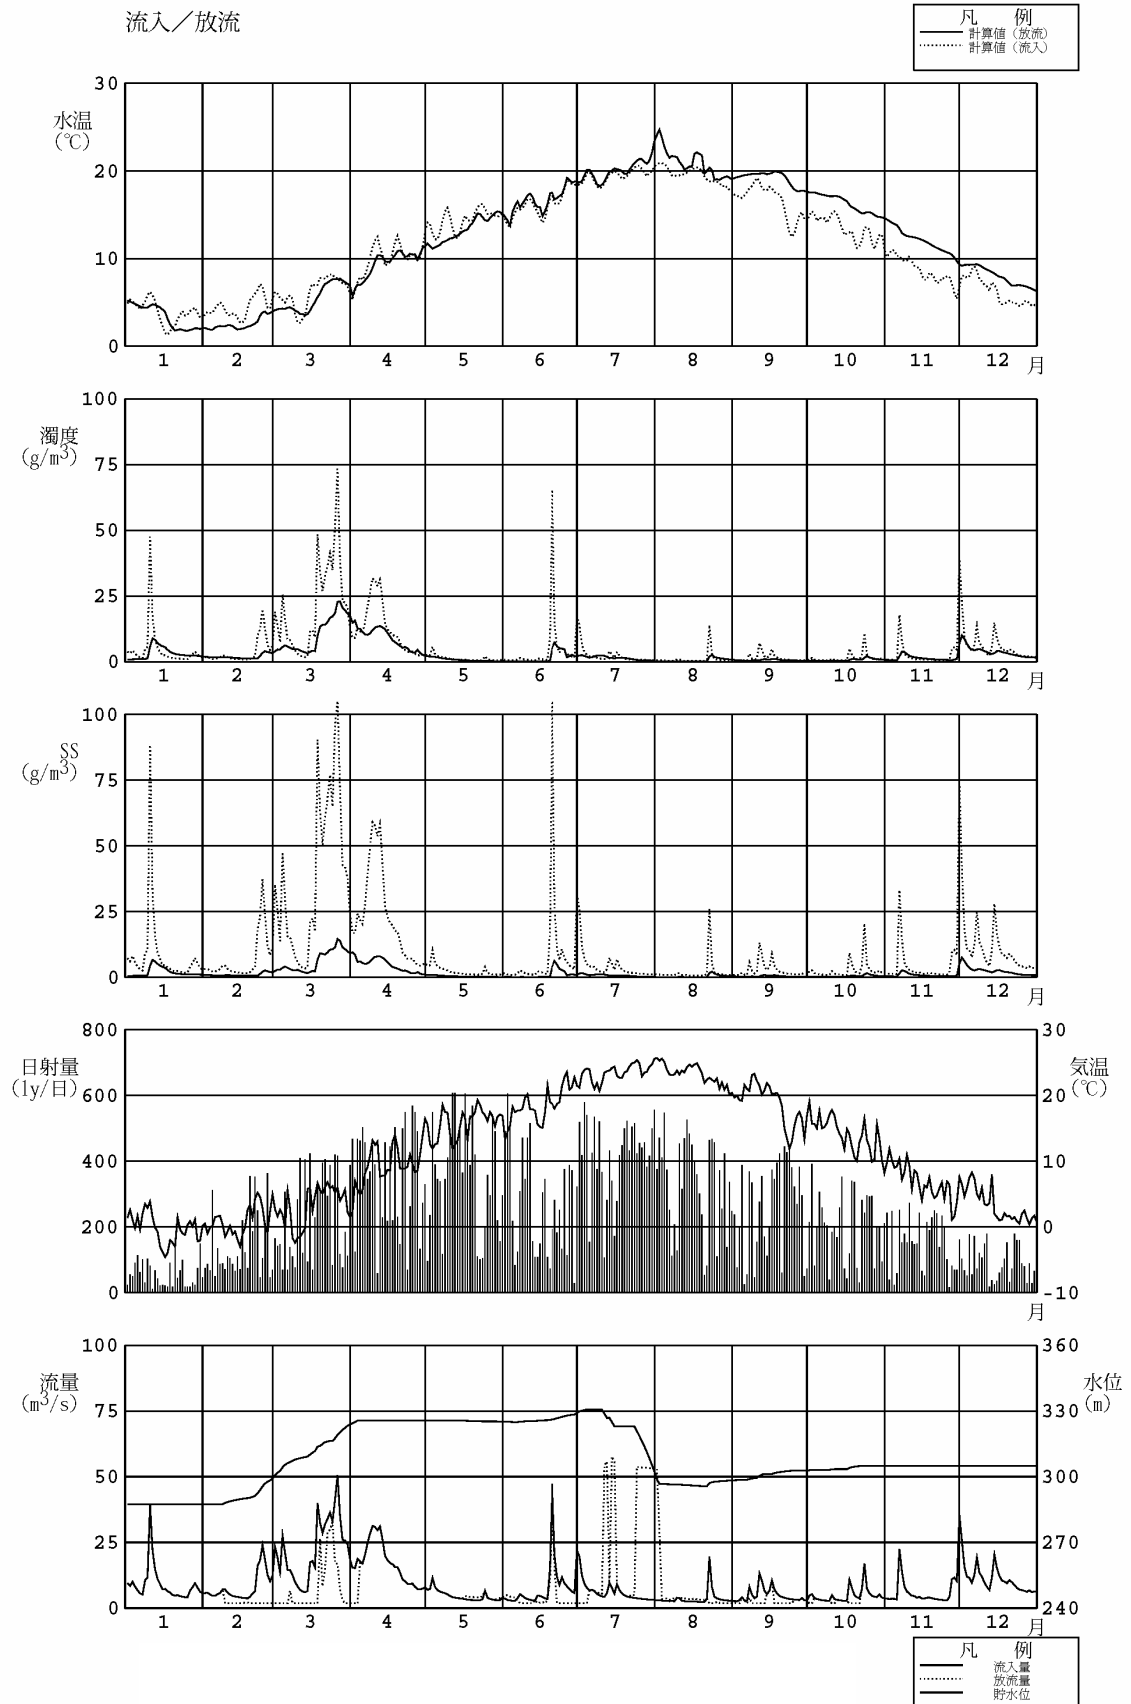 流入／放流
凡 例
計算値（放流）
計算値（流入）
水温
（℃）
30
20
10
0
1 2 3 4 5 6 7 8 9 10 11 12 月
濁度
(g/m3)
100
75
50
25
0
1 2 3 4 5 6 7 8 9 10 11 12 月
SS
(g/m3)
100
75
50
25
0
1 2 3 4 5 6 7 8 9 10 11 12 月
日射量
(ly/日)
800
600
400
200
0
気温
（℃）
30
20
10
0
-10
月
流量
(m3/s)
100
75
50
25
0
水位
(m)
360
330
300
270
240
1 2 3 4 5 6 7 8 9 10 11 12 月
凡 例
流入量
放流量
貯水位